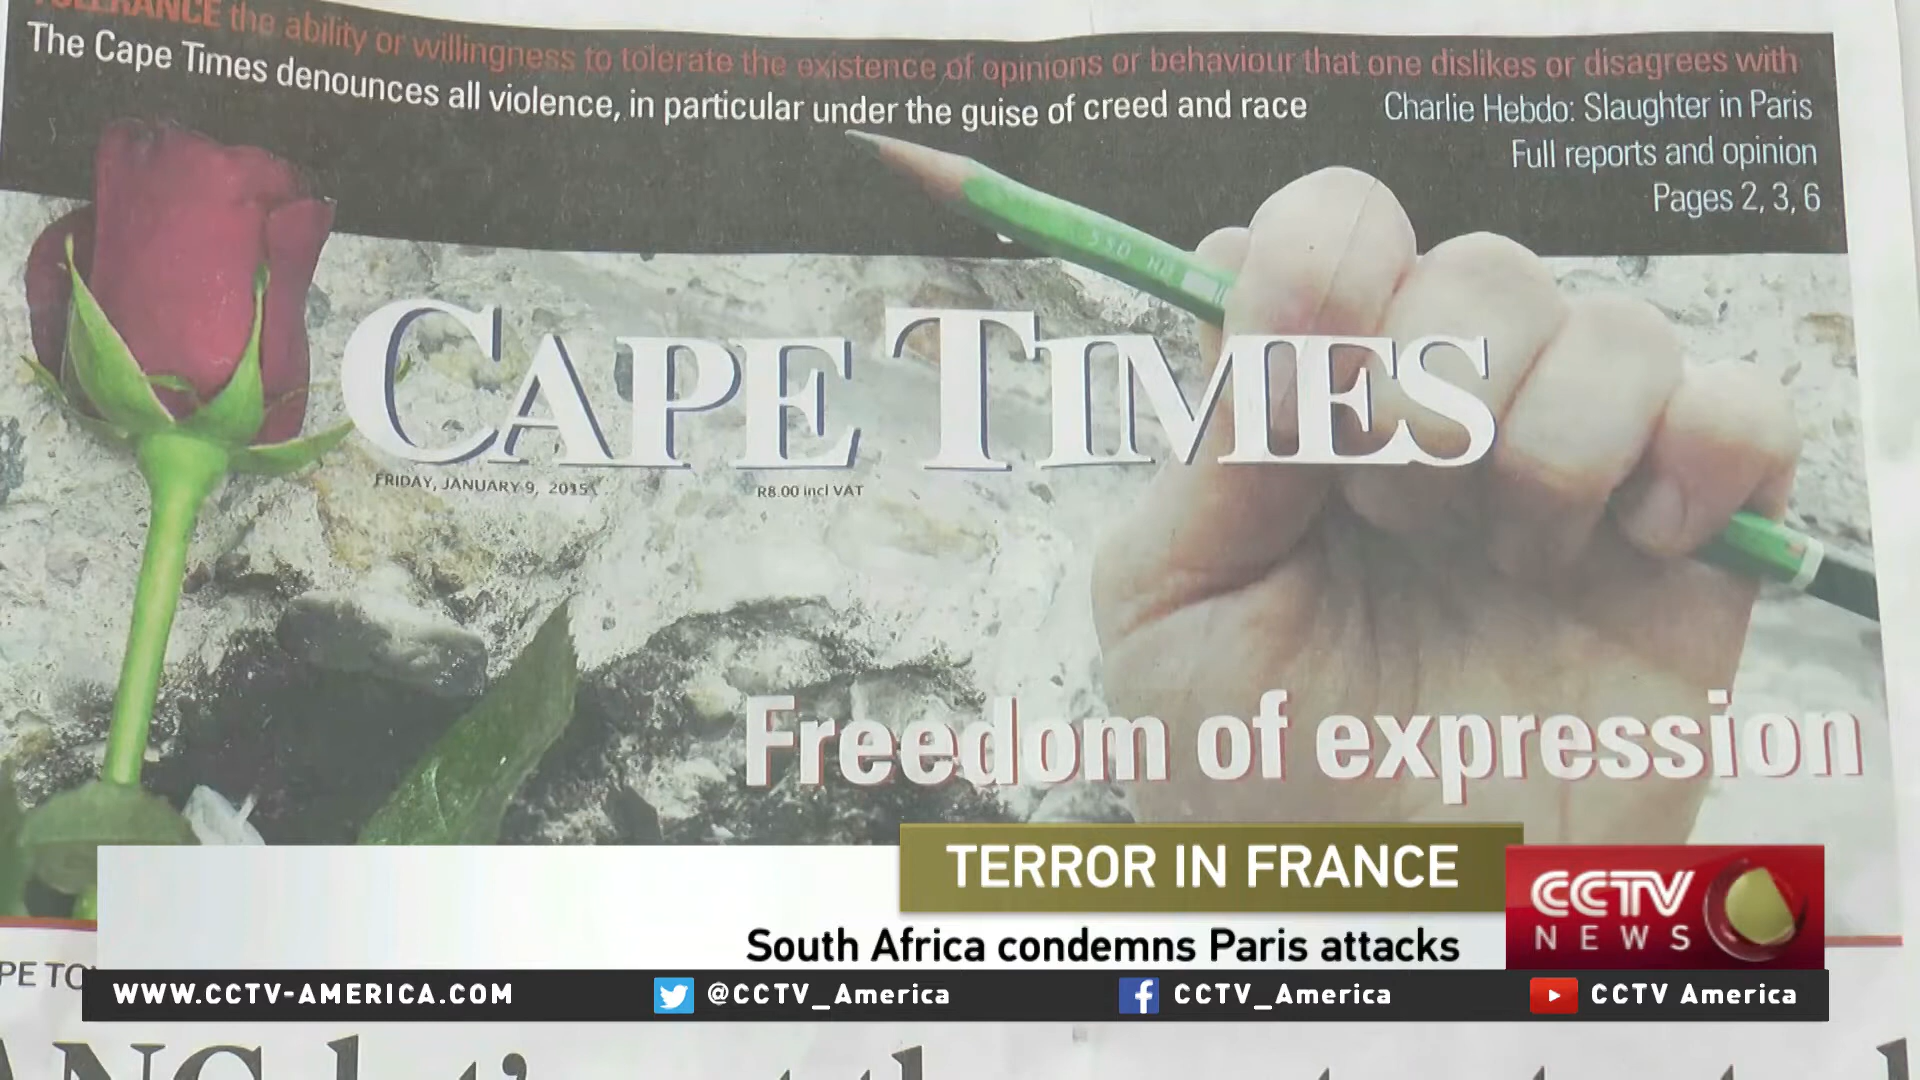 TOLERANCE the ability or willingness to tolerate the existence of opinions or behaviour that one dislikes or disagrees with
The Cape Times denounces all violence, in particular under the guise of creed and race
Charlie Hebdo: Slaughter in Paris
Full reports and opinion
Pages 2, 3, 6
550 HB
CAPE TIMES
FRIDAY, JANUARY 9, 2015
R8.00 incl VAT
Freedom of expression
TERROR IN FRANCE
South Africa condemns Paris attacks
CCTV
NEWS
WWW.CCTV-AMERICA.COM
@CCTV_America
CCTV_America
CCTV America